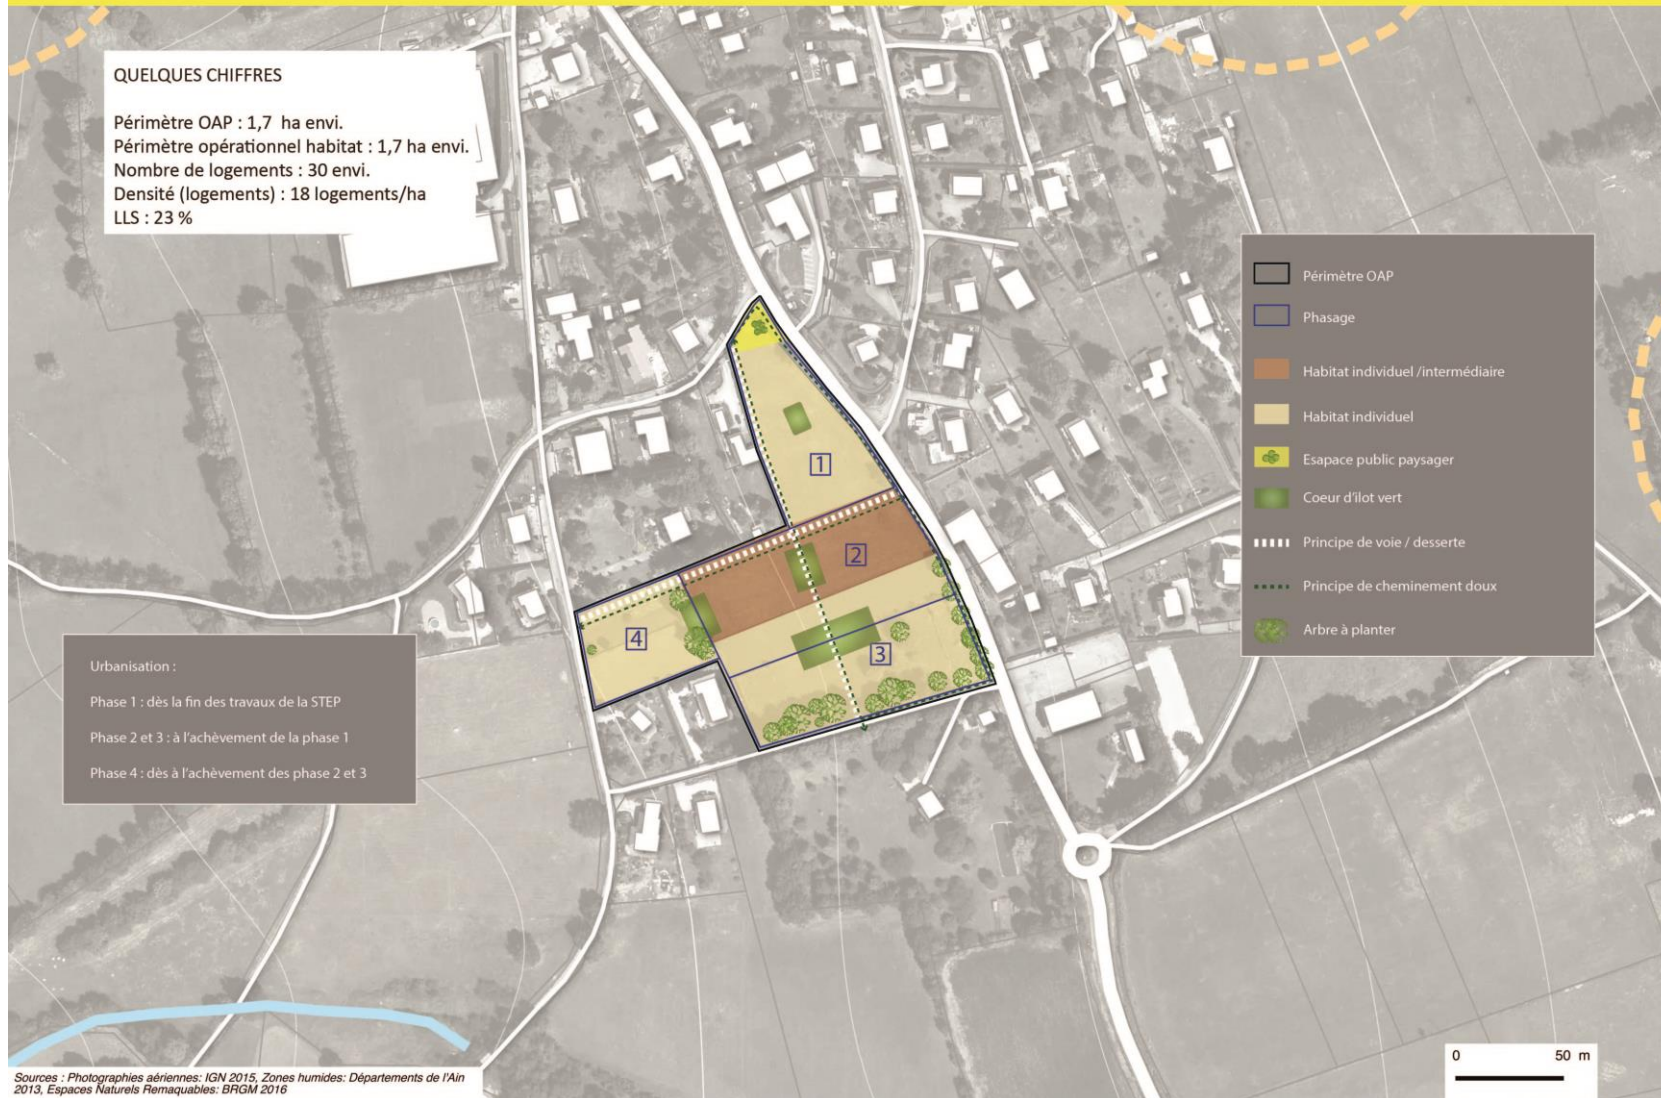 QUELQUES CHIFFRES
Périmètre OAP : 1,7 ha envi.
Périmètre opérationnel habitat : 1,7 ha envi.
Nombre de logements : 30 envi.
Densité (logements) : 18 logements/ha
LLS : 23 %
Périmètre OAP
Phasage
Habitat individuel /intermédiaire
Habitat individuel
Esapace public paysager
Coeur d'ilot vert
Principe de voie / desserte
Principe de cheminement doux
Arbre à planter
1
2
3
4
Urbanisation :
Phase 1 : dès la fin des travaux de la STEP
Phase 2 et 3 : à l'achèvement de la phase 1
Phase 4 : dès à l'achèvement des phase 2 et 3
0 50 m
Sources : Photographies aériennes: IGN 2015, Zones humides: Départements de l'Ain
2013, Espaces Naturels Remaquables: BRGM 2016